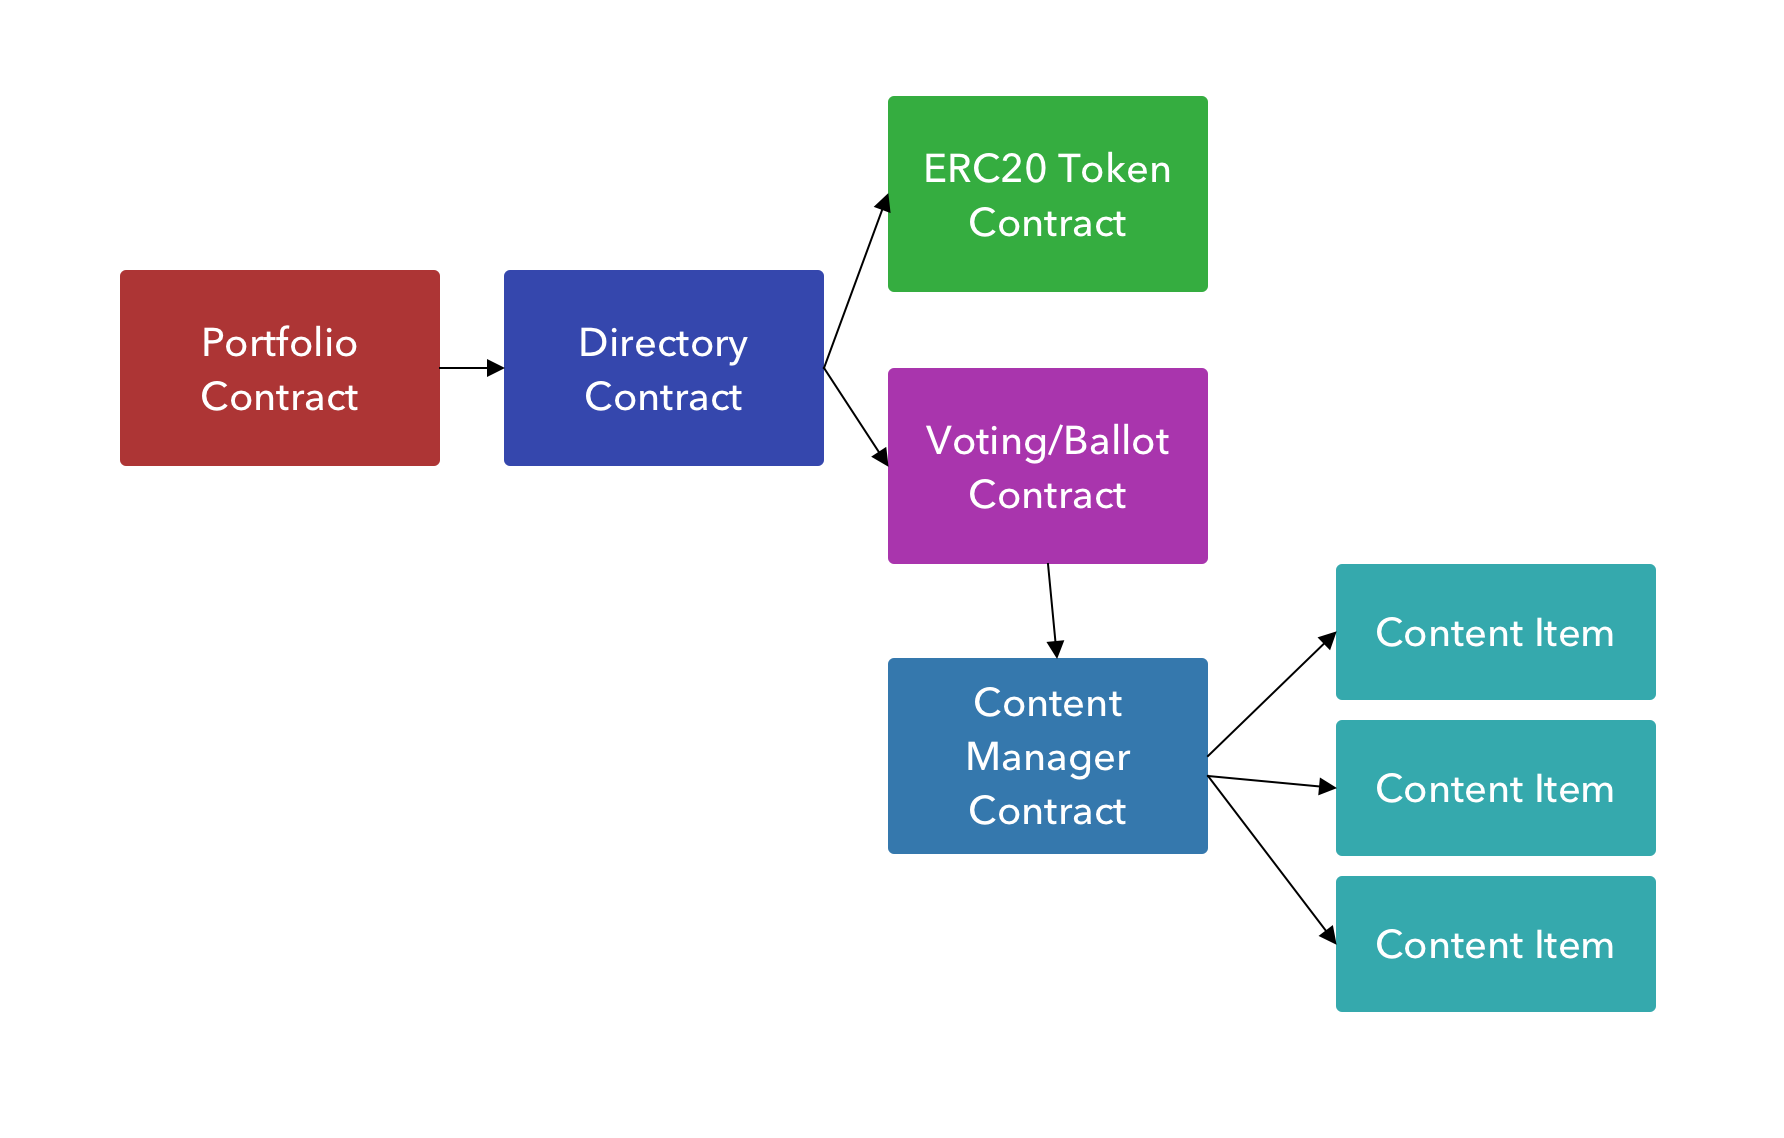 Portfolio
Contract
Directory
Contract
ERC20 Token
Contract
Voting/Ballot
Contract
Content
Manager
Contract
Content Item
Content Item
Content Item